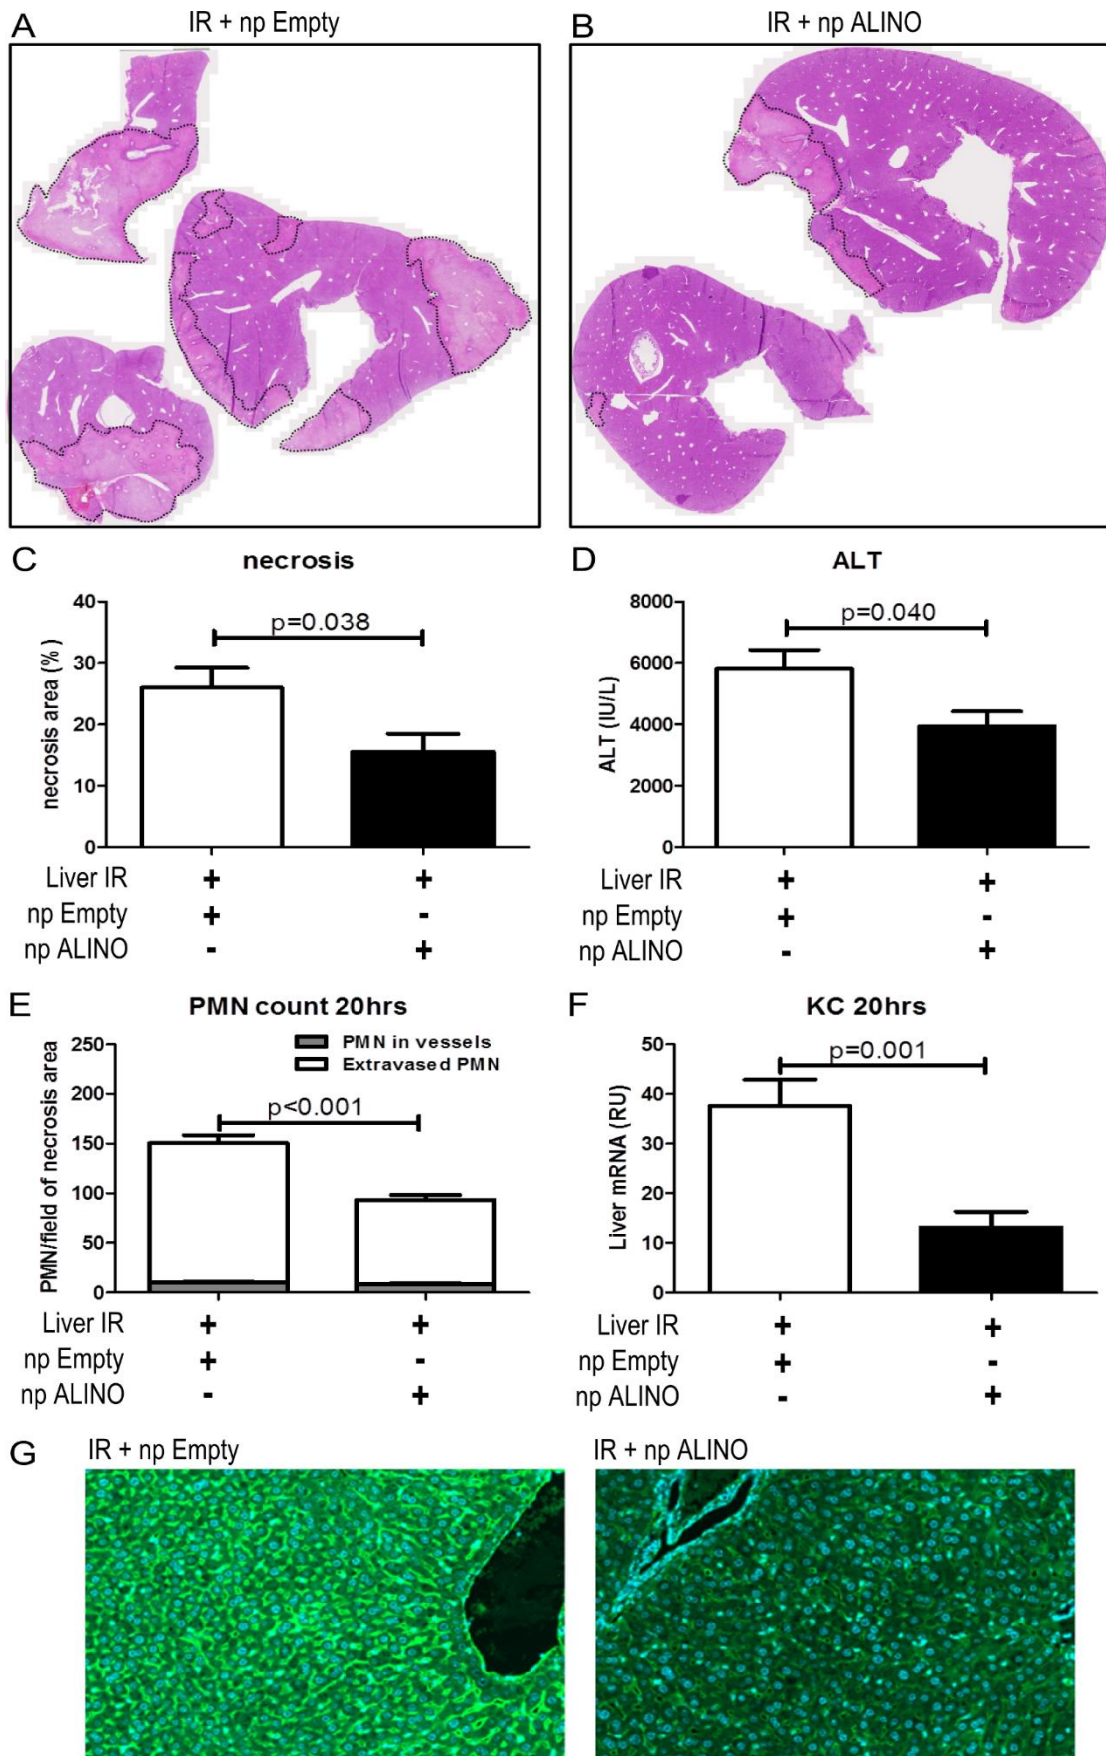 A IR + np Empty
B IR + np ALINO
C necrosis
40
30
20
10
0
necrosis area (%)
p=0.038
Liver IR + +
np Empty + -
np ALINO - +
D ALT
8000
6000
4000
2000
0
ALT (IU/L)
p=0.040
Liver IR + +
np Empty + -
np ALINO - +
E PMN count 20hrs
250
200
150
100
50
0
PMN/field of necrosis area
PMN in vessels
Extravased PMN
p<0.001
Liver IR + +
np Empty + -
np ALINO - +
F KC 20hrs
50
40
30
20
10
0
Liver mRNA (RU)
p=0.001
Liver IR + +
np Empty + -
np ALINO - +
G IR + np Empty
IR + np ALINO